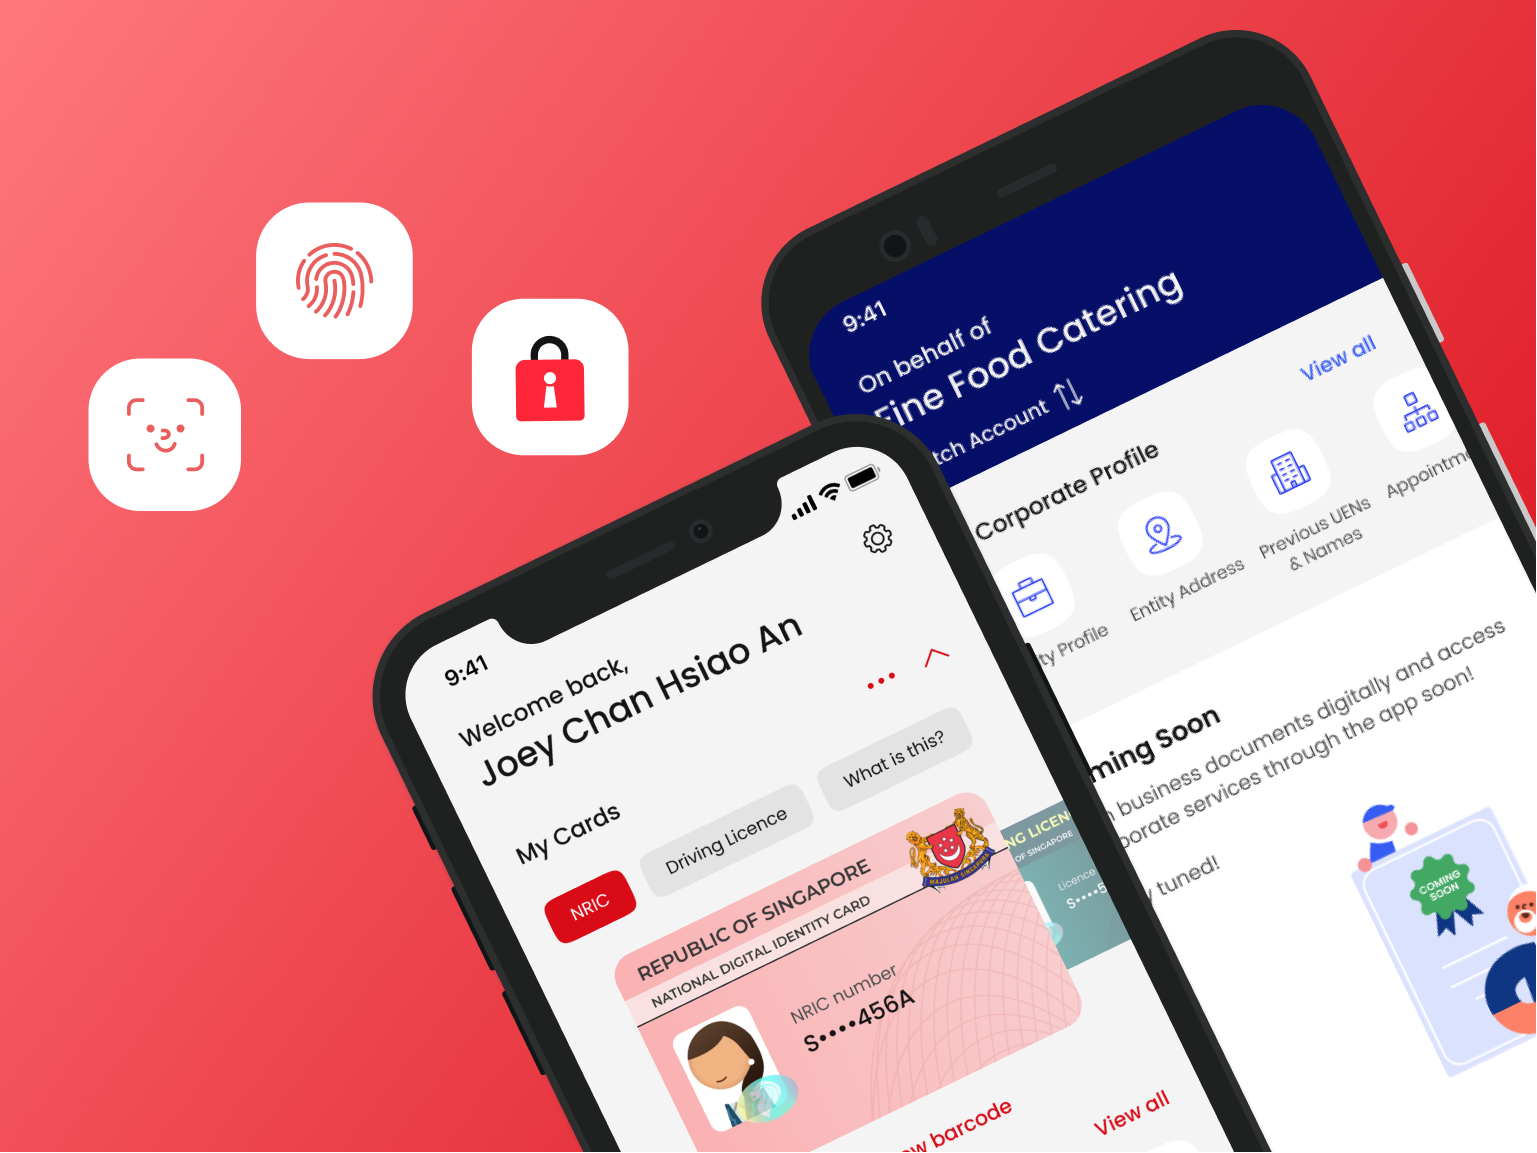 9:41
On behalf of
Fine Food Catering
tch Account
View all
Corporate Profile
ty Profile
Entity Address
Previous UENs
& Names
Appointme
ming Soon
business documents digitally and access
porate services through the app soon!
tuned!
COMING
SOON
9:41
Welcome back,
Joey Chan Hsiao An
My Cards
NRIC
Driving Licence
What is this?
REPUBLIC OF SINGAPORE
NATIONAL DIGITAL IDENTITY CARD
MAJULAH SINGAPURA
NRIC number
S••••456A
NG LICEN
OF SINGAPORE
Licence
S••••5
ow barcode
View all